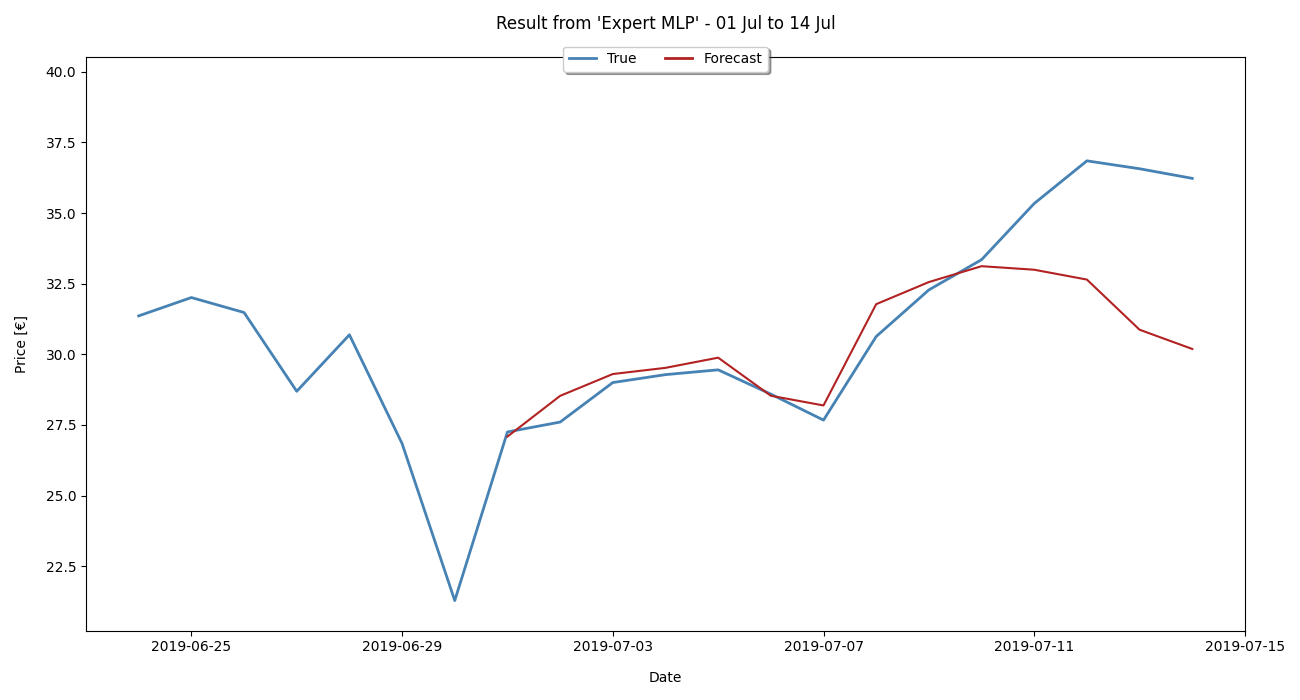 Result from 'Expert MLP' - 01 Jul to 14 Jul
True Forecast
40.0
37.5
35.0
32.5
30.0
27.5
25.0
22.5
Price [€]
2019-06-25 2019-06-29 2019-07-03 2019-07-07 2019-07-11 2019-07-15
Date